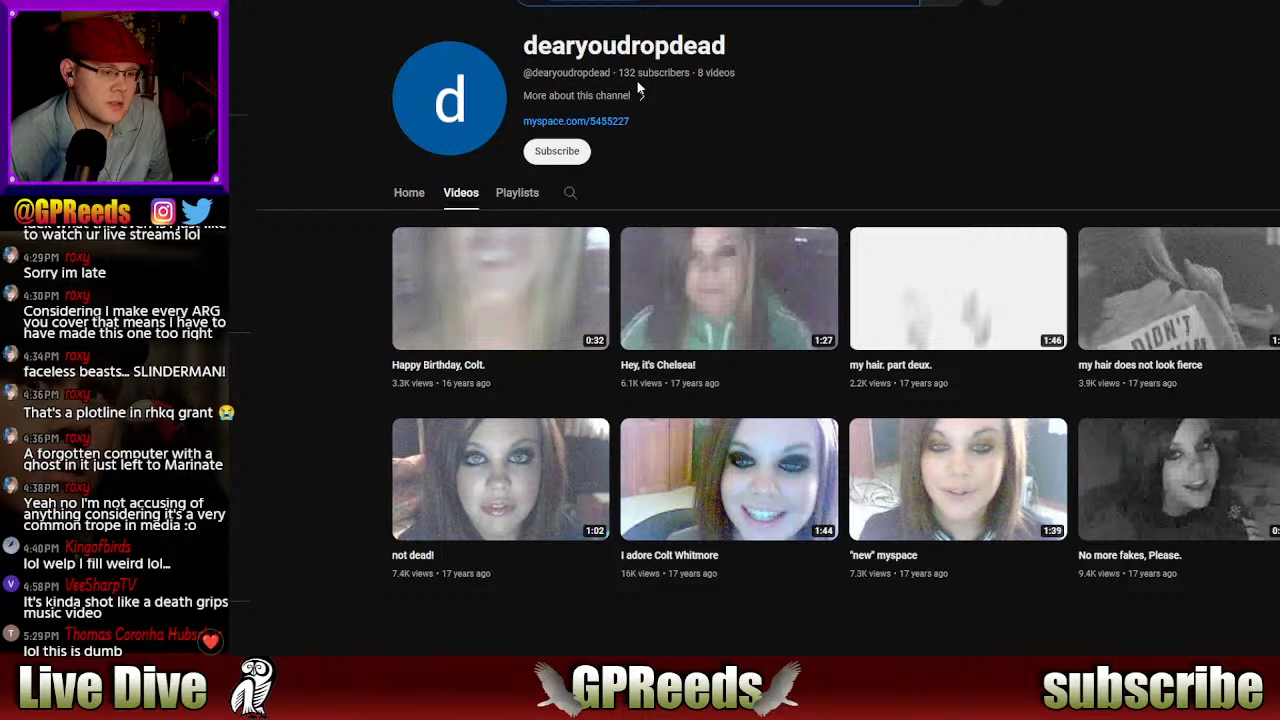 dearyoudropdead
@dearyoudropdead · 132 subscribers · 8 videos
More about this channel
myspace.com/5455227
Subscribe
Home Videos Playlists
d
@GPReeds
to watch ur live streams lol
4:29PM roxy
Sorry im late
4:30PM roxy
Considering I make every ARG
you cover that means I have to
have made this one too right
4:34PM roxy
faceless beasts... SLINDERMAN!
4:36PM roxy
That's a plotline in rhkq grant 😭
4:36PM roxy
A forgotten computer with a
ghost in it just left to Marinate
4:38PM roxy
Yeah no I'm not accusing of
anything considering it's a very
common trope in media :o
4:40PM Kingofbirds
lol welp I fill weird lol...
V 4:58PM VeeSharpTV
It's kinda shot like a death grips
music video
T 5:29PM Thomas Coronha
lol this is dumb
0:32
1:27
1:46
DIDN'T
Happy Birthday, Colt.
3.3K views · 16 years ago
Hey, it's Chelsea!
6.1K views · 17 years ago
my hair. part deux.
2.2K views · 17 years ago
my hair does not look fierce
3.9K views · 17 years ago
1:02
1:44
1:39
not dead!
7.4K views · 17 years ago
I adore Colt Whitmore
16K views · 17 years ago
"new" myspace
7.3K views · 17 years ago
No more fakes, Please.
9.4K views · 17 years ago
Live Dive
GPReeds
subscribe